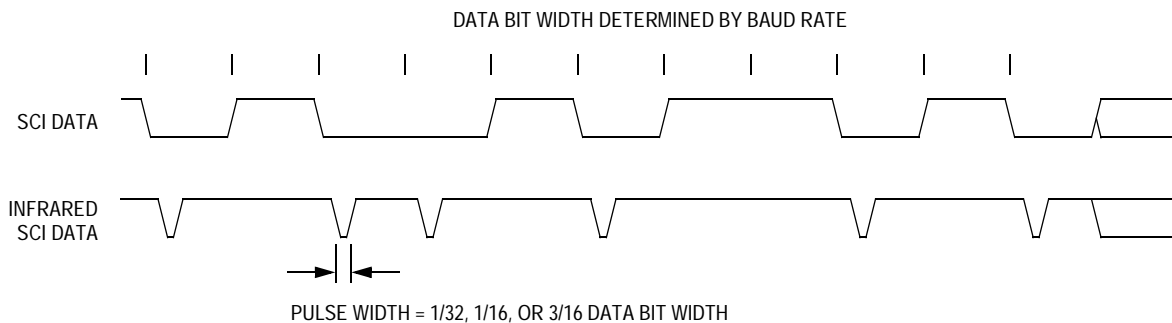 DATA BIT WIDTH DETERMINED BY BAUD RATE
SCI DATA
INFRARED
SCI DATA
PULSE WIDTH = 1/32, 1/16, OR 3/16 DATA BIT WIDTH